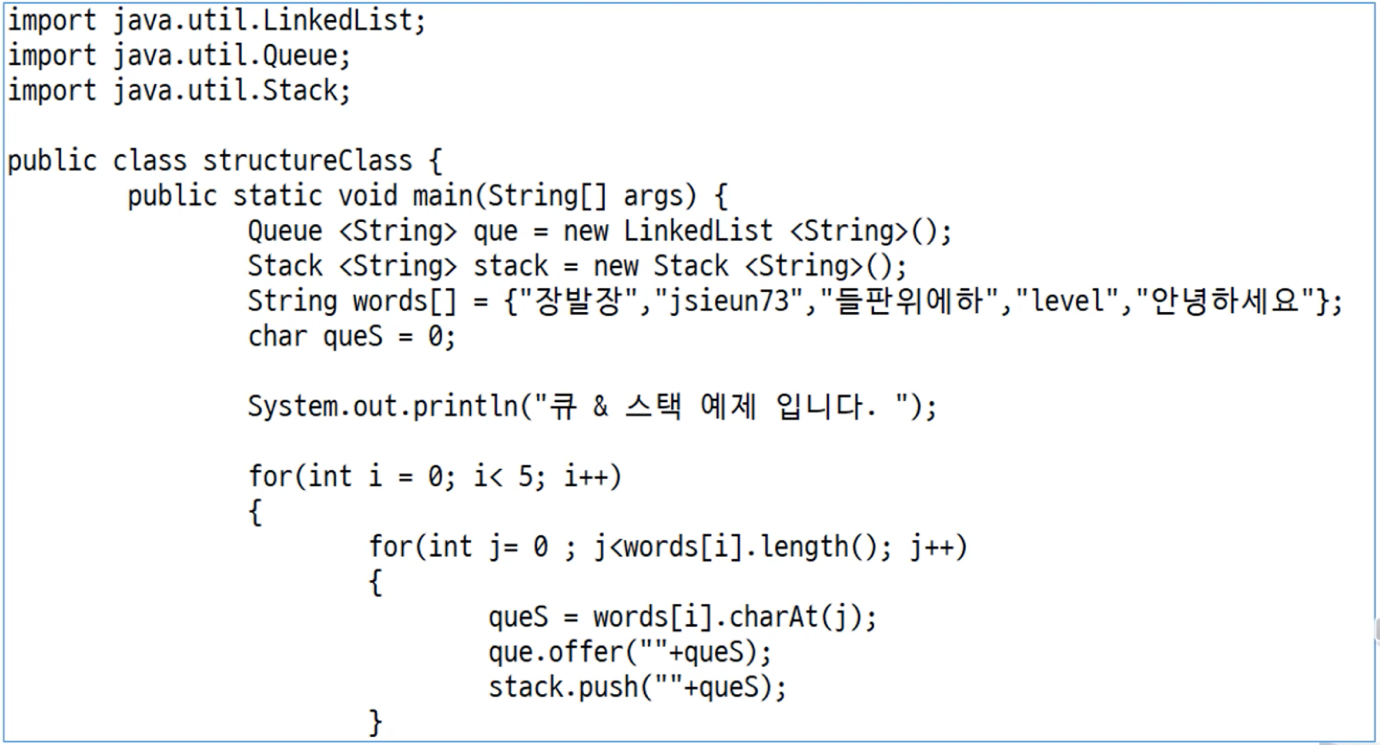 import java.util.LinkedList;
import java.util.Queue;
import java.util.Stack;
public class structureClass {
public static void main(String[] args) {
Queue <String> que = new LinkedList <String>();
Stack <String> stack = new Stack <String>();
String words[] = {"장발장","jsieun73","들판위에하","level","안녕하세요"};
char queS = 0;
System.out.println("큐 & 스택 예제 입니다. ");
for(int i = 0; i< 5; i++)
{
for(int j= 0 ; j<words[i].length(); j++)
{
queS = words[i].charAt(j);
que.offer(""+queS);
stack.push(""+queS);
}